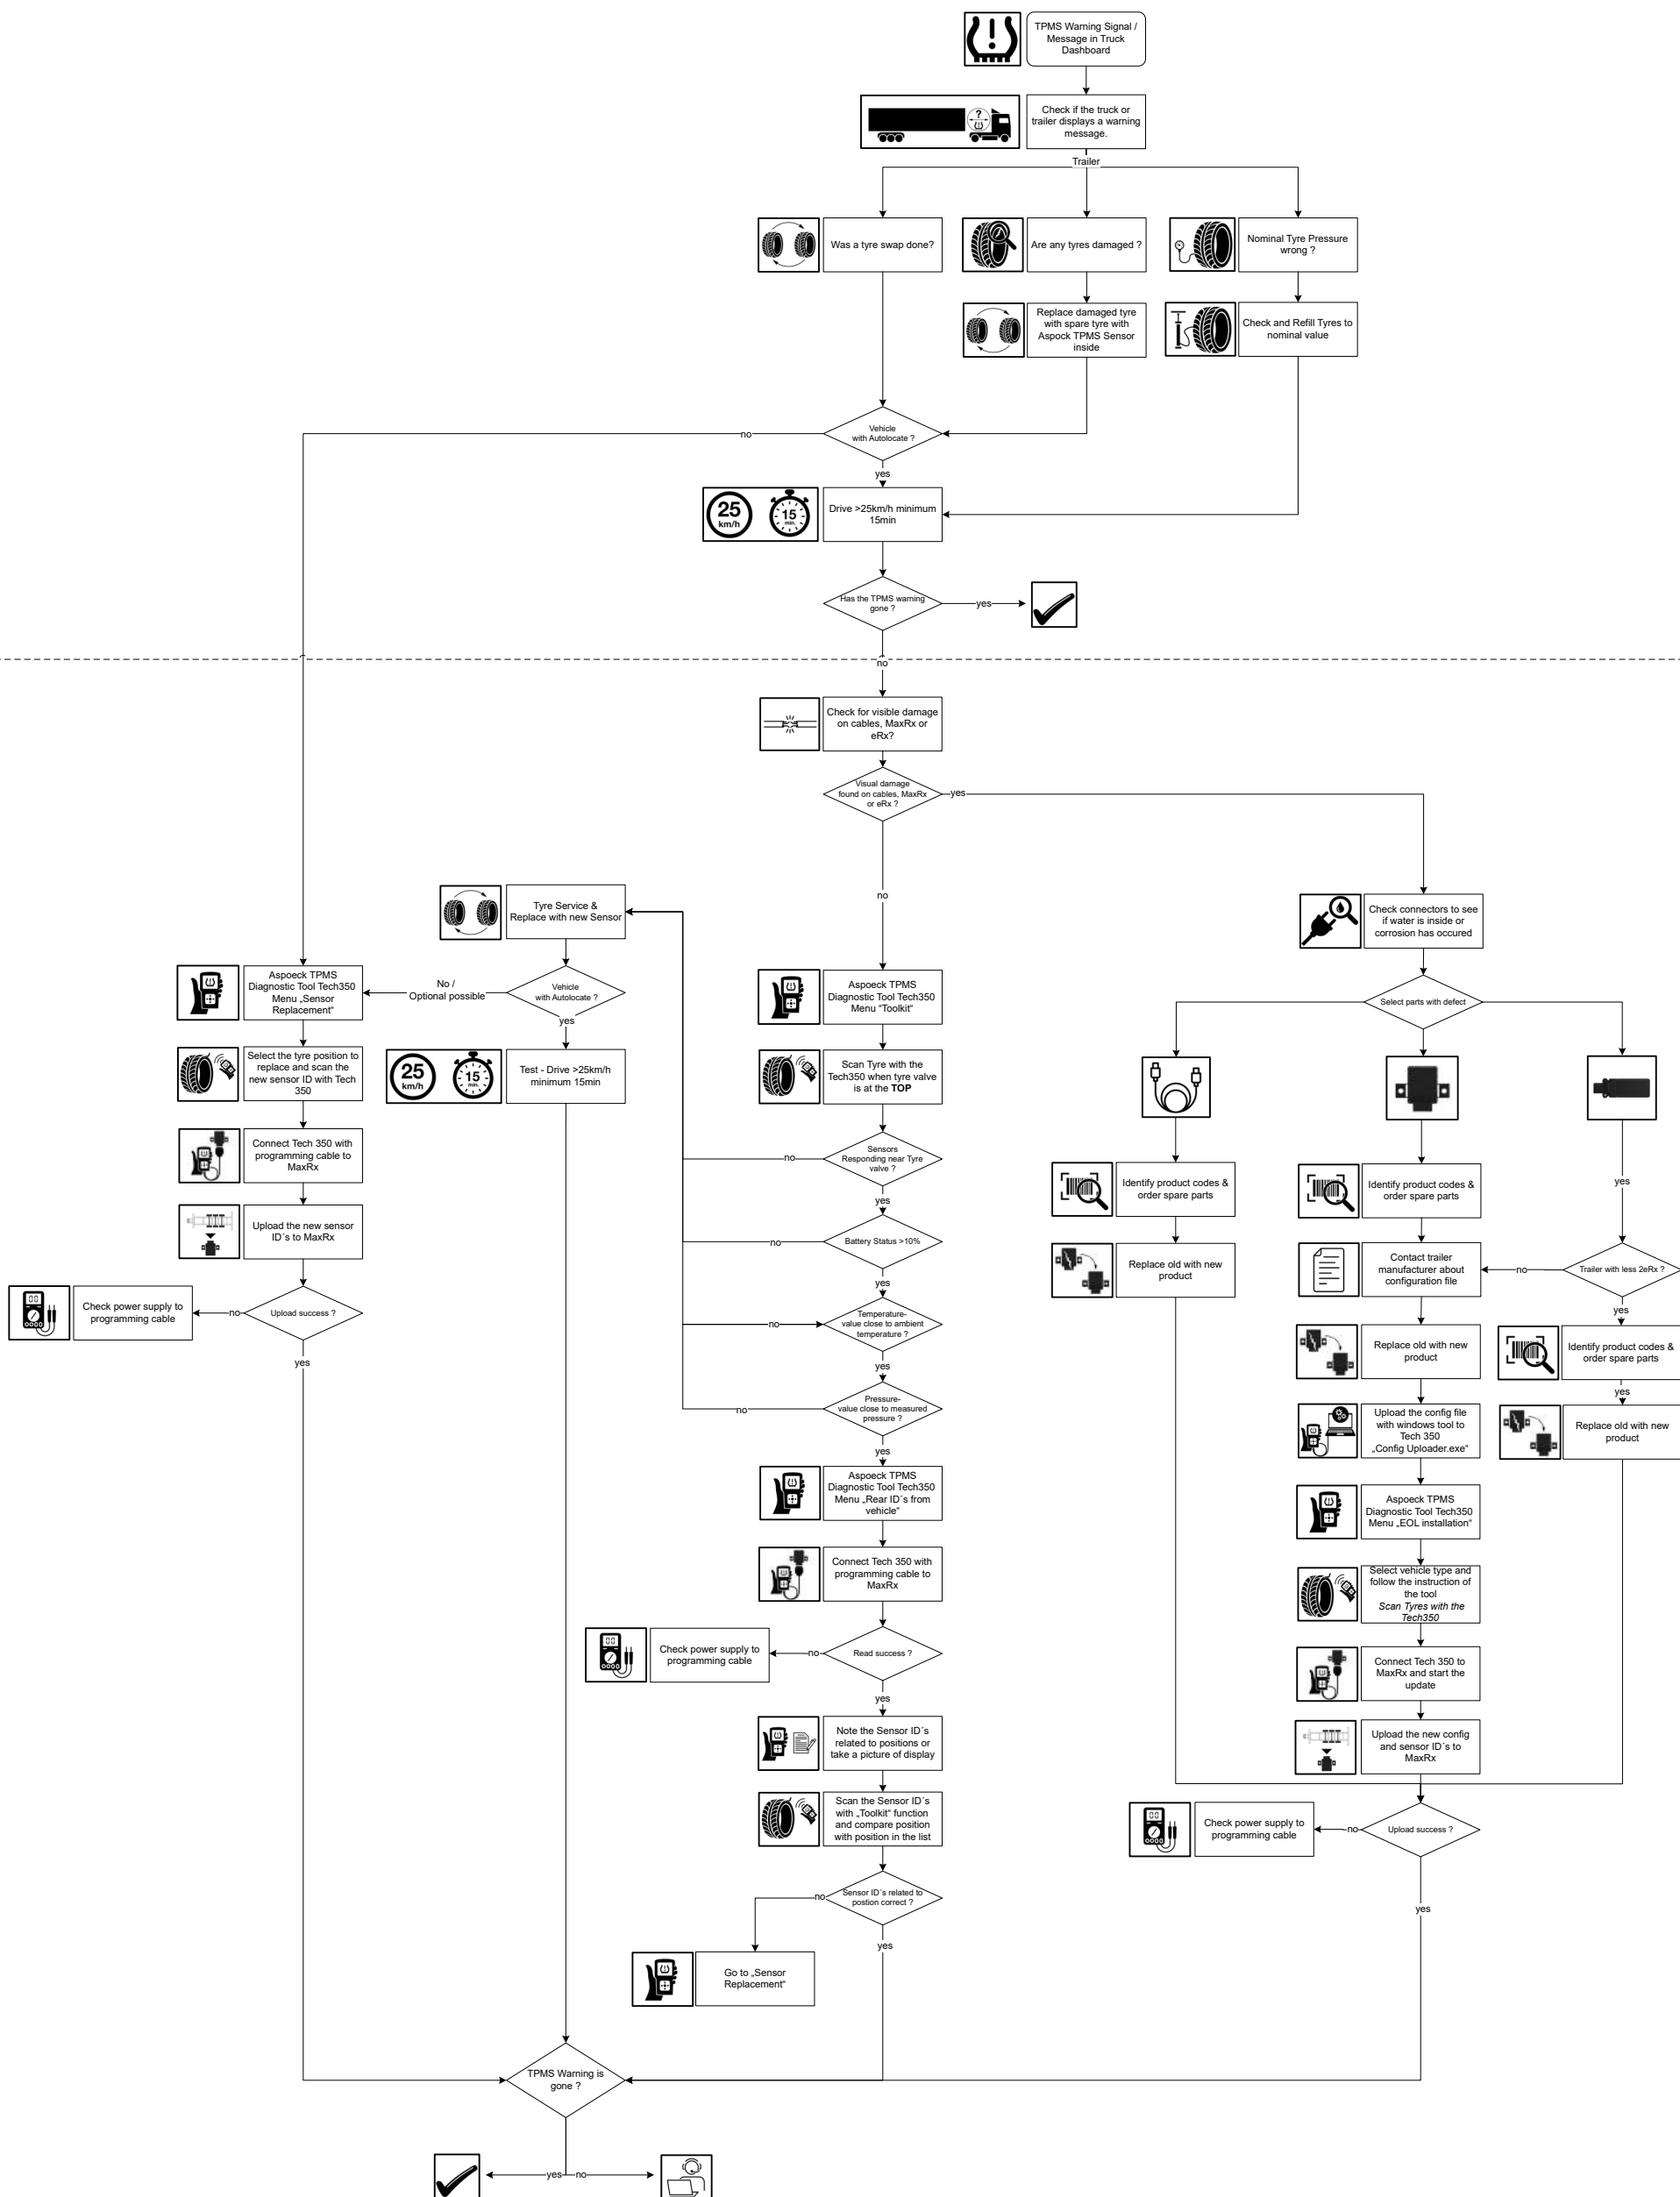 TPMS Warning Signal /
Message in Truck
Dashboard
Check if the truck or
trailer displays a warning
message.
?
Trailer
Was a tyre swap done?
Are any tyres damaged ?
Nominal Tyre Pressure
wrong ?
Replace damaged tyre
with spare tyre with
Aspock TPMS Sensor
inside
Check and Refill Tyres to
nominal value
Vehicle
with Autolocate ?
no
yes
25
km/h
15
min.
Drive >25km/h minimum
15min
Has the TPMS warning
gone ?
yes
no
Check for visible damage
on cables, MaxRx or
eRx?
Visual damage
found on cables, MaxRx
or eRx ?
yes
no
Tyre Service &
Replace with new Sensor
Check connectors to see
if water is inside or
corrosion has occured
Aspoeck TPMS
Diagnostic Tool Tech350
Menu „Sensor
Replacement“
No /
Optional possible
Vehicle
with Autolocate ?
yes
Aspoeck TPMS
Diagnostic Tool Tech350
Menu "Toolkit"
Select parts with defect
Select the tyre position to
replace and scan the
new sensor ID with Tech
350
25
km/h
15
min.
Test - Drive >25km/h
minimum 15min
Scan Tyre with the
Tech350 when tyre valve
is at the TOP
Connect Tech 350 with
programming cable to
MaxRx
Sensors
Responding near Tyre
valve ?
no
yes
Identify product codes &
order spare parts
Identify product codes &
order spare parts
yes
Upload the new sensor
ID´s to MaxRx
Battery Status >10%
no
yes
Replace old with new
product
Contact trailer
manufacturer about
configuration file
no
Trailer with less 2eRx ?
yes
Check power supply to
programming cable
no
Upload success ?
yes
Temperature-
value close to ambient
temperature ?
no
yes
Replace old with new
product
Identify product codes &
order spare parts
yes
Pressure-
value close to measured
pressure ?
no
yes
Upload the config file
with windows tool to
Tech 350
„Config Uploader.exe“
Replace old with new
product
Aspoeck TPMS
Diagnostic Tool Tech350
Menu „Rear ID´s from
vehicle“
Aspoeck TPMS
Diagnostic Tool Tech350
Menu „EOL installation“
Connect Tech 350 with
programming cable to
MaxRx
Select vehicle type and
follow the instruction of
the tool
Scan Tyres with the
Tech350
Check power supply to
programming cable
no
Read success ?
yes
Connect Tech 350 to
MaxRx and start the
update
Note the Sensor ID´s
related to positions or
take a picture of display
Upload the new config
and sensor ID´s to
MaxRx
Scan the Sensor ID´s
with „Toolkit“ function
and compare position
with position in the list
Check power supply to
programming cable
no
Upload success ?
yes
Sensor ID´s related to
postion correct ?
no
yes
Go to „Sensor
Replacement“
TPMS Warning is
gone ?
yes
no